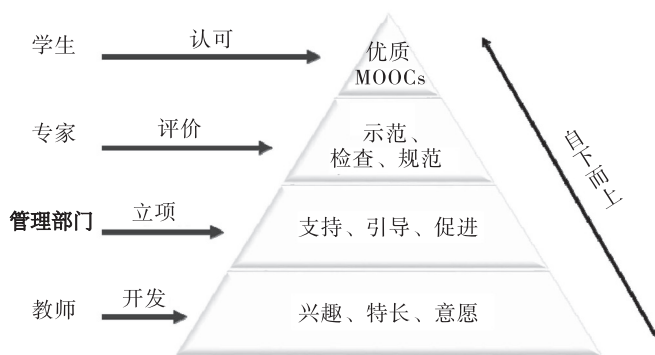 学生
认可
优质
MOOCs
专家
评价
示范、
检查、规范
自下而上
管理部门
立项
支持、引导、促进
教师
开发
兴趣、特长、意愿